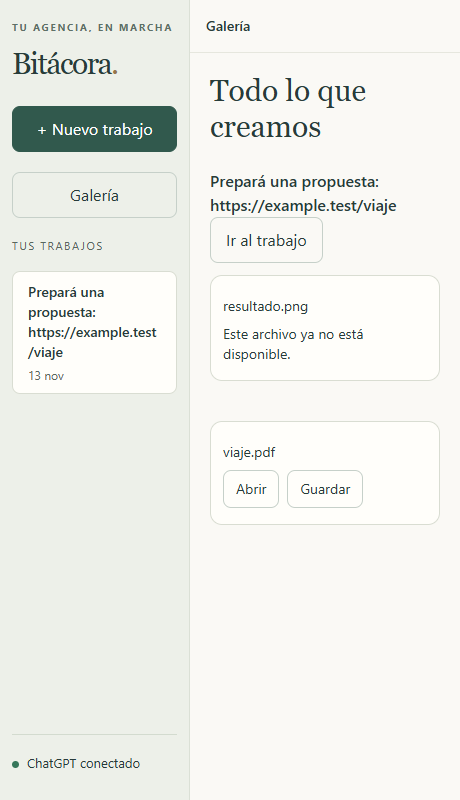 TU AGENCIA, EN MARCHA
Bitácora.
+ Nuevo trabajo
Galería
TUS TRABAJOS
Prepará una
propuesta:
https://example.test
/viaje
13 nov
ChatGPT conectado
Galería
Todo lo que
creamos
Prepará una propuesta:
https://example.test/viaje
Ir al trabajo
resultado.png
Este archivo ya no está
disponible.
viaje.pdf
Abrir
Guardar